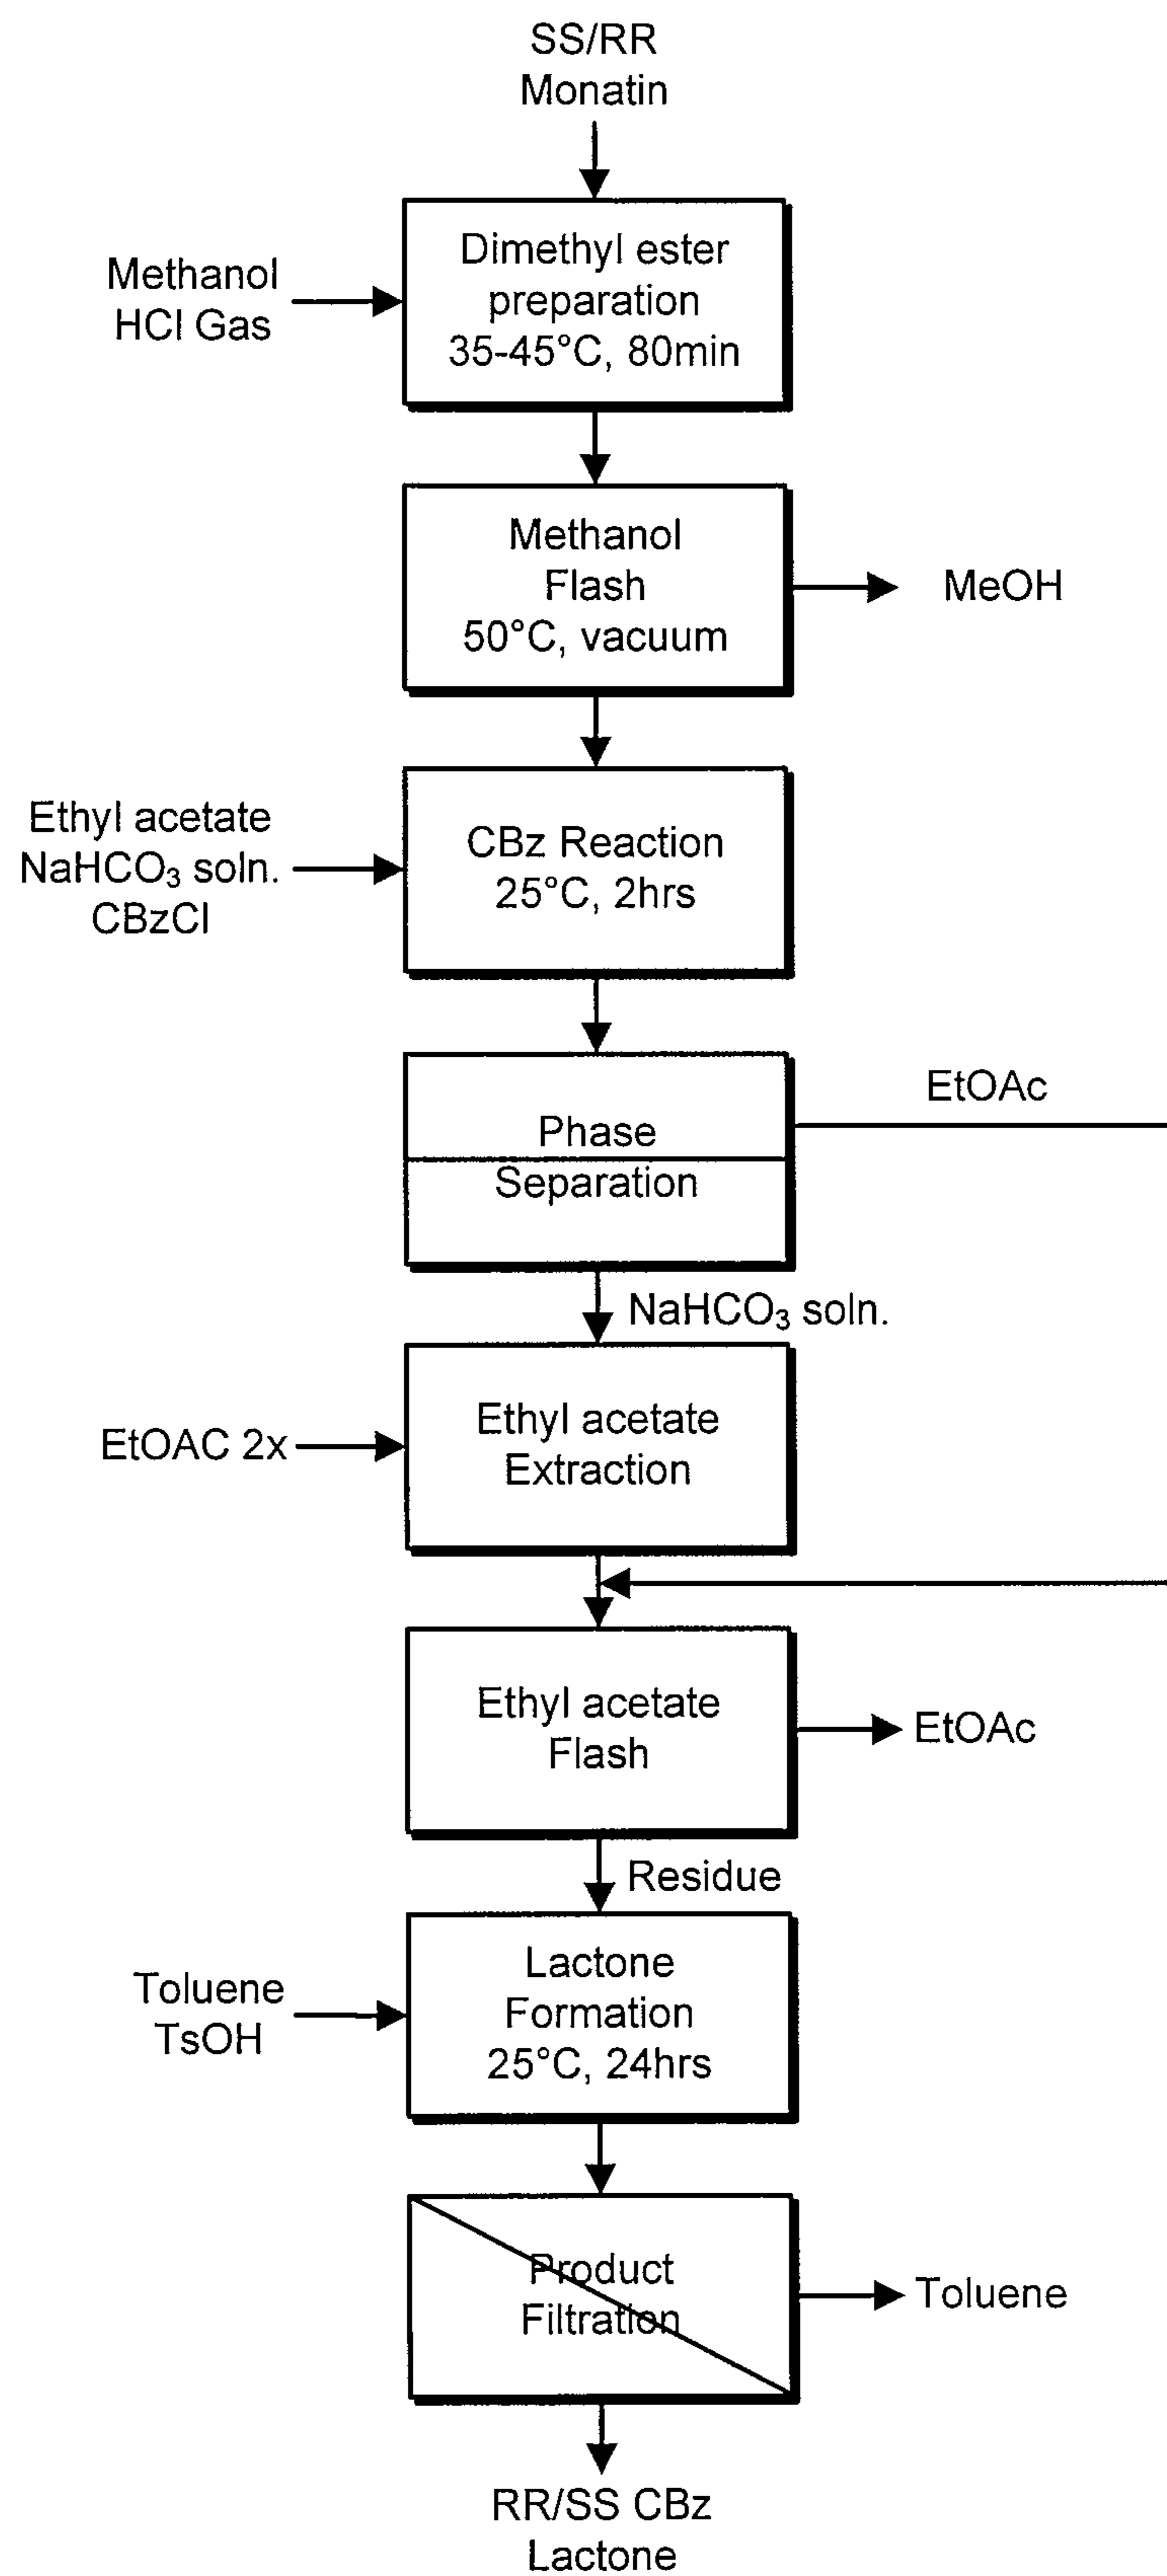 SS/RR
Monatin
Methanol
HCl Gas
Dimethyl ester
preparation
35-45°C, 80min
Methanol
Flash
50°C, vacuum
MeOH
Ethyl acetate
NaHCO₃ soln.
CBzCl
CBz Reaction
25°C, 2hrs
Phase
Separation
EtOAc
NaHCO₃ soln.
EtOAC 2x
Ethyl acetate
Extraction
Ethyl acetate
Flash
EtOAc
Residue
Toluene
TsOH
Lactone
Formation
25°C, 24hrs
Product
Filtration
Toluene
RR/SS CBz
Lactone